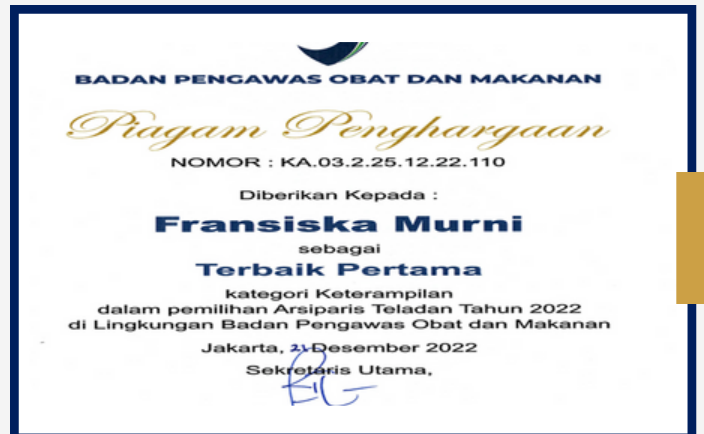 BADAN PENGAWAS OBAT DAN MAKANAN
Piagam Penghargaan
NOMOR : KA.03.2.25.12.22.110
Diberikan Kepada :
Fransiska Murni
sebagai
Terbaik Pertama
kategori Keterampilan
dalam pemilihan Arsiparis Teladan Tahun 2022
di Lingkungan Badan Pengawas Obat dan Makanan
Jakarta, Desember 2022
Sekretaris Utama,